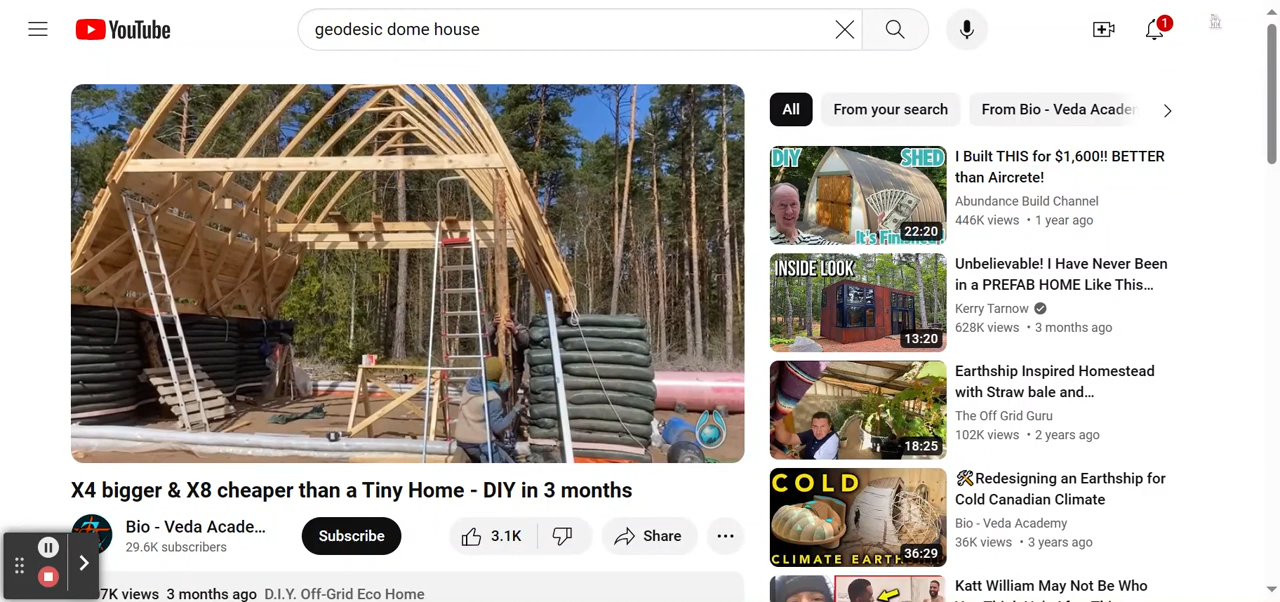 YouTube
geodesic dome house
1
All
From your search
From Bio - Veda Acader
DIY SHED
It's Finished!
22:20
I Built THIS for $1,600!! BETTER
than Aircrete!
Abundance Build Channel
446K views • 1 year ago
INSIDE LOOK
13:20
Unbelievable! I Have Never Been
in a PREFAB HOME Like This…
Kerry Tarnow
628K views • 3 months ago
18:25
Earthship Inspired Homestead
with Straw bale and…
The Off Grid Guru
102K views • 2 years ago
COLD
CLIMATE EARTH
36:29
🛠Redesigning an Earthship for
Cold Canadian Climate
Bio - Veda Academy
36K views • 3 years ago
Katt William May Not Be Who
X4 bigger & X8 cheaper than a Tiny Home - DIY in 3 months
Bio - Veda Acade…
29.6K subscribers
Subscribe
3.1K
Share
7K views 3 months ago D.I.Y. Off-Grid Eco Home